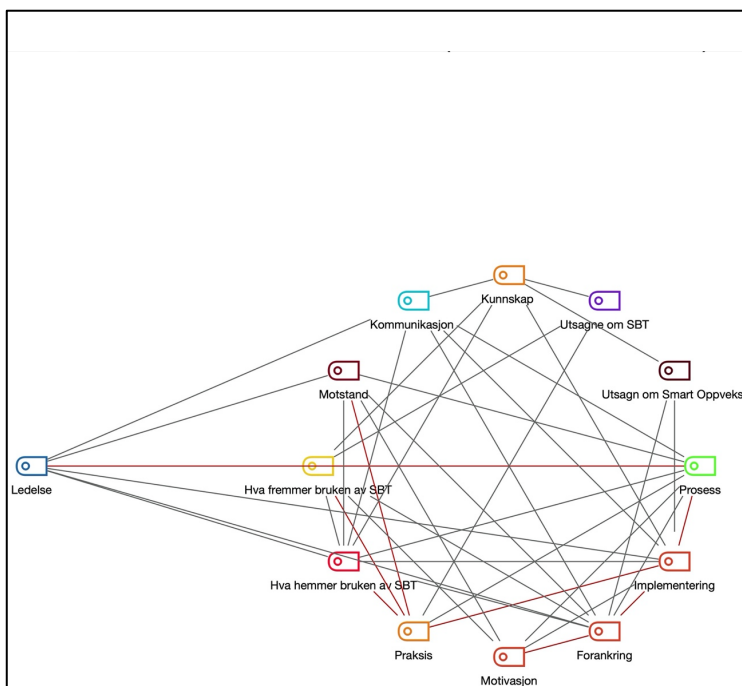 Kunnskap
Kommunikasjon
Utsagne om SBT
Motstand
Utsagn om Smart Oppveks
Ledelse
Hva fremmer bruken av SBT
Prosess
Hva hemmer bruken av SBT
Implementering
Praksis
Forankring
Motivasjon